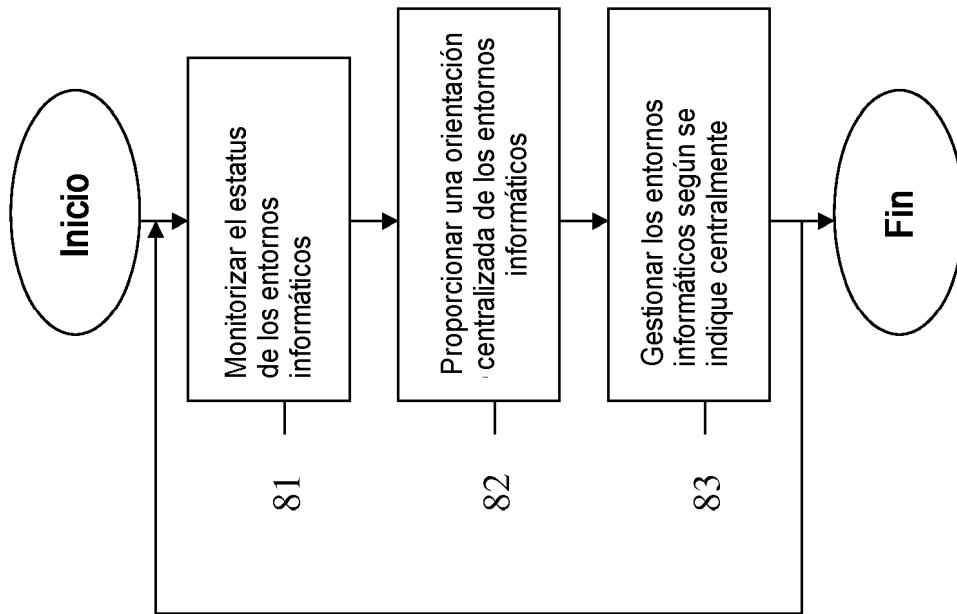 Inicio
Monitorizar el estatus
de los entornos
informáticos
81
Proporcionar una orientación
centralizada de los entornos
informáticos
82
Gestionar los entornos
informáticos según se
indique centralmente
83
Fin